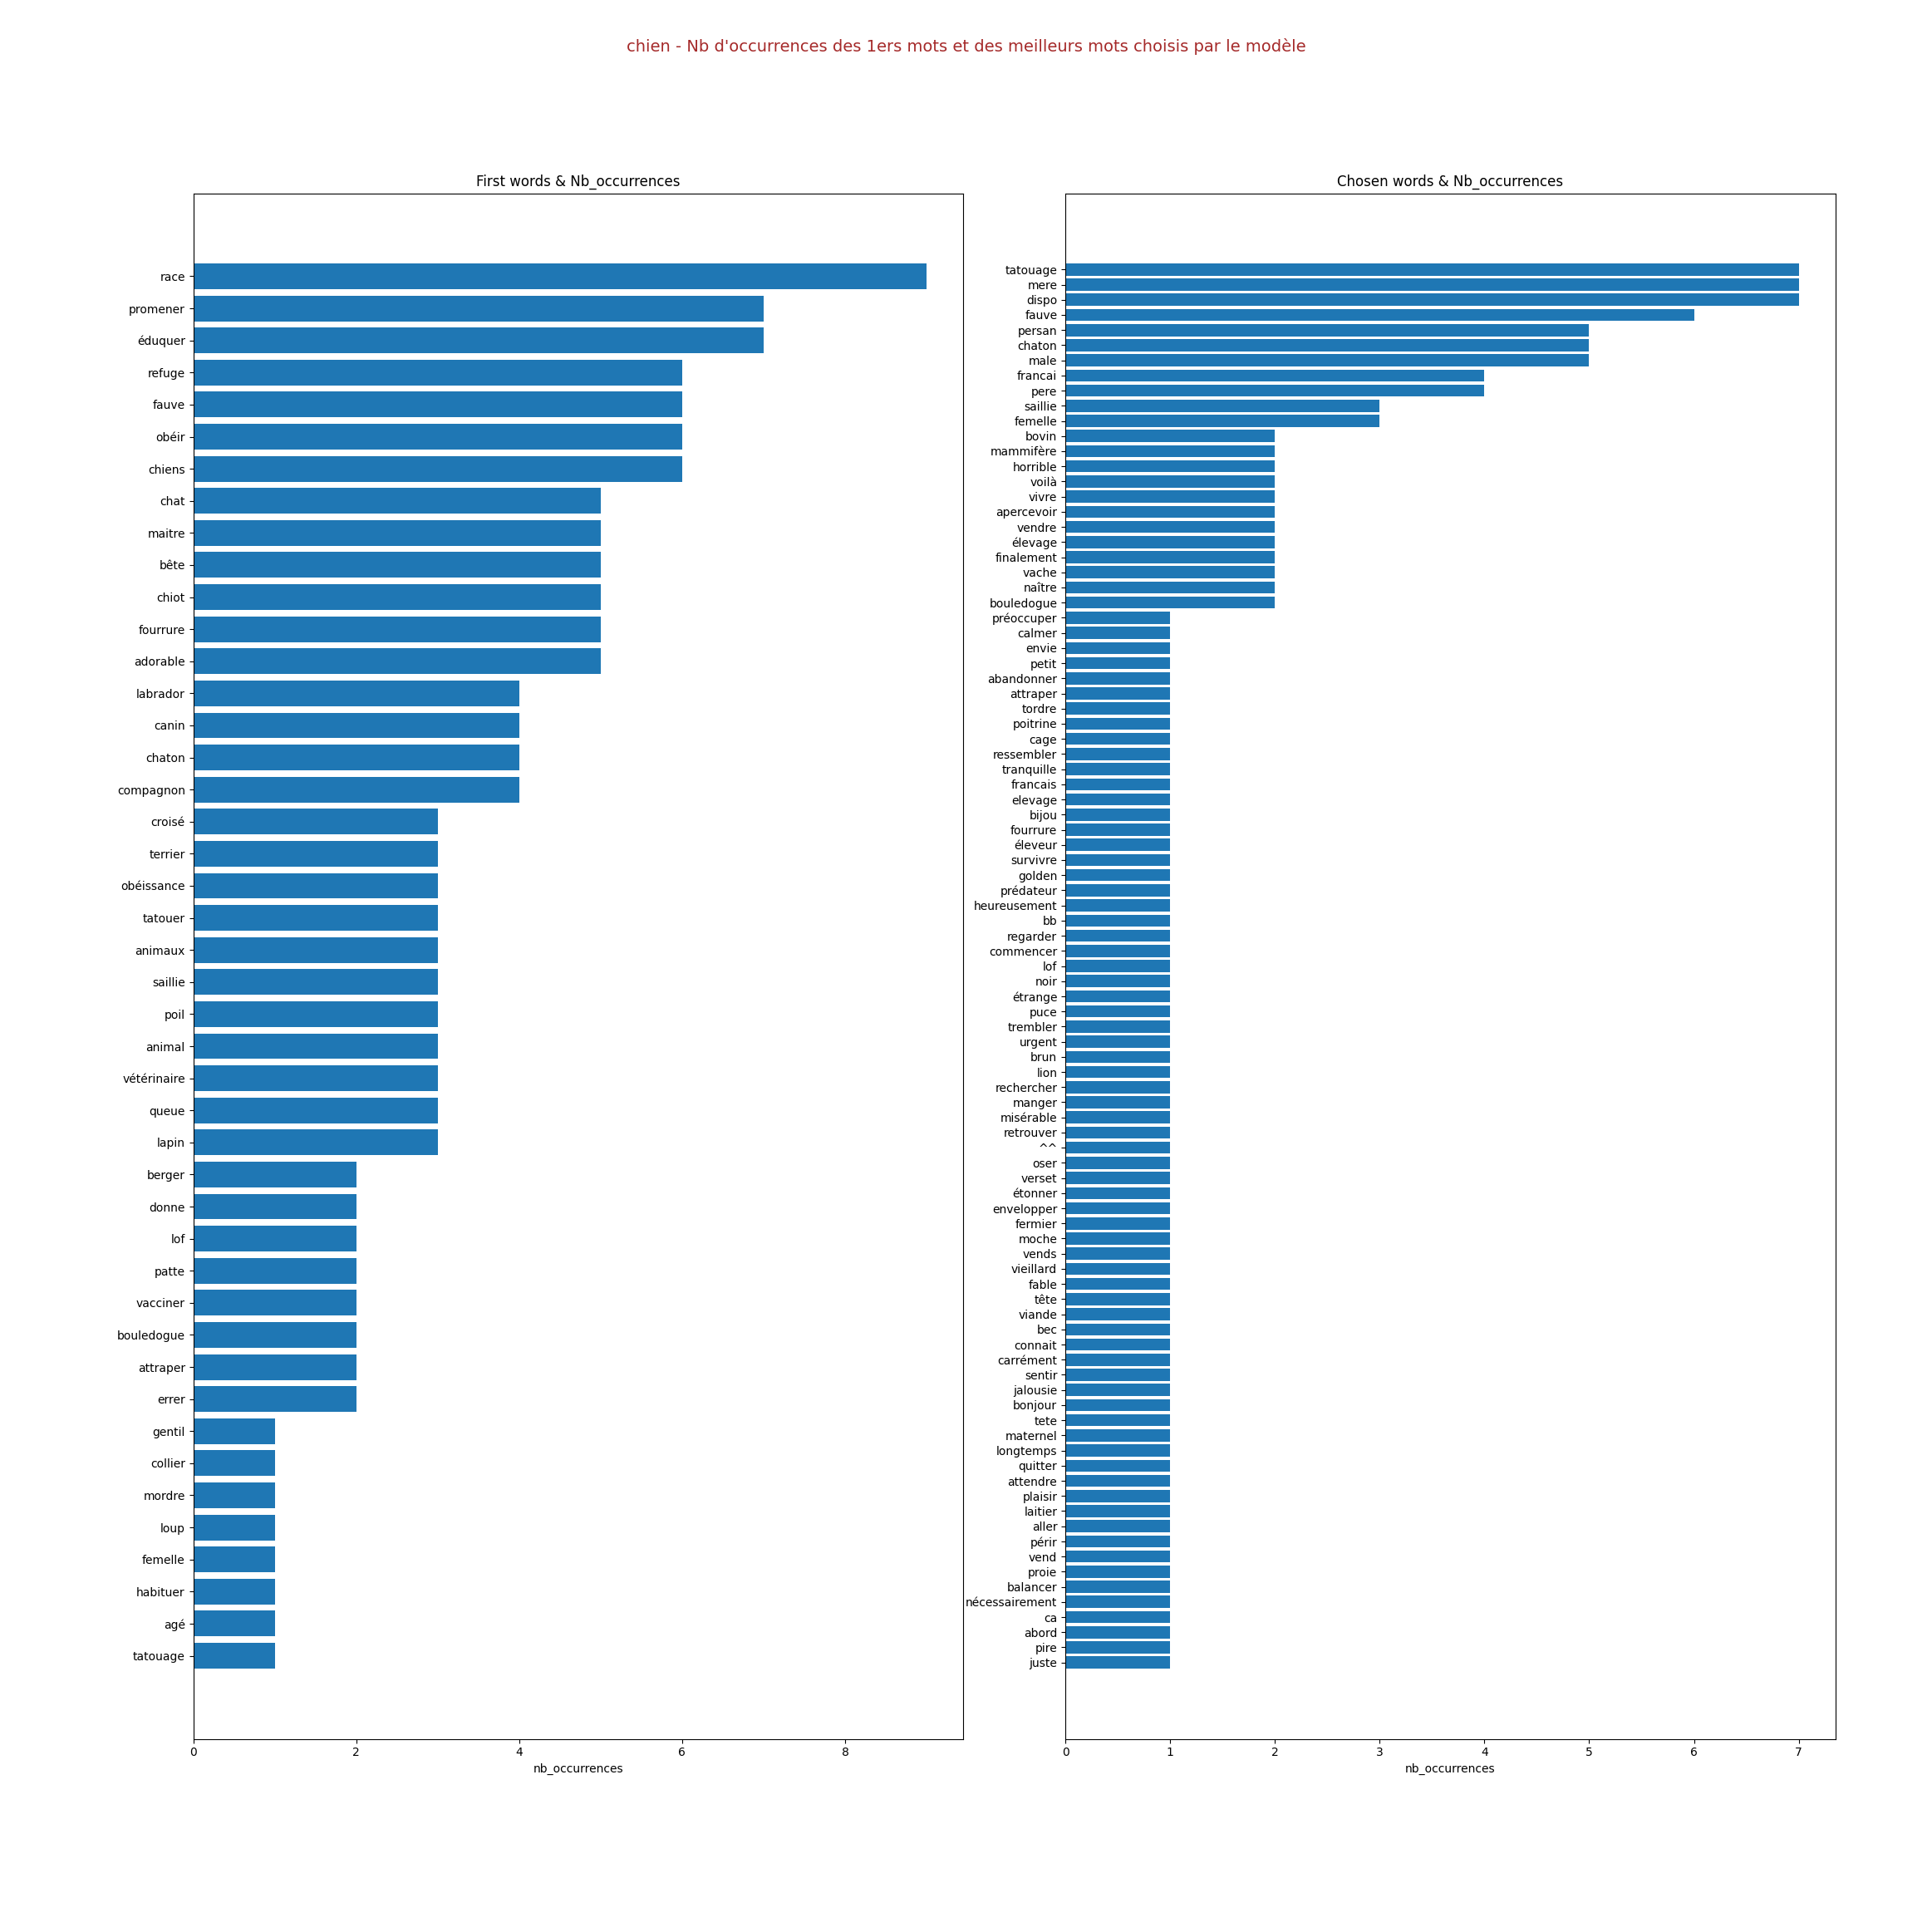 chien - Nb d'occurrences des 1ers mots et des meilleurs mots choisis par le modèle
First words & Nb_occurrences
race
promener
éduquer
refuge
fauve
obéir
chiens
chat
maitre
bête
chiot
fourrure
adorable
labrador
canin
chaton
compagnon
croisé
terrier
obéissance
tatouer
animaux
saillie
poil
animal
vétérinaire
queue
lapin
berger
donne
lof
patte
vacciner
bouledogue
attraper
errer
gentil
collier
mordre
loup
femelle
habituer
agé
tatouage
0 2 4 6 8
nb_occurrences
Chosen words & Nb_occurrences
tatouage
mere
dispo
fauve
persan
chaton
male
francai
pere
saillie
femelle
bovin
mammifère
horrible
voilà
vivre
apercevoir
vendre
élevage
finalement
vache
naître
bouledogue
préoccuper
calmer
envie
petit
abandonner
attraper
tordre
poitrine
cage
ressembler
tranquille
francais
elevage
bijou
fourrure
éleveur
survivre
golden
prédateur
heureusement
bb
regarder
commencer
lof
noir
étrange
puce
trembler
urgent
brun
lion
rechercher
manger
misérable
retrouver
^^
oser
verset
étonner
envelopper
fermier
moche
vends
vieillard
fable
tête
viande
bec
connait
carrément
sentir
jalousie
bonjour
tete
maternel
longtemps
quitter
attendre
plaisir
laitier
aller
périr
vend
proie
balancer
nécessairement
ca
abord
pire
juste
0 1 2 3 4 5 6 7
nb_occurrences